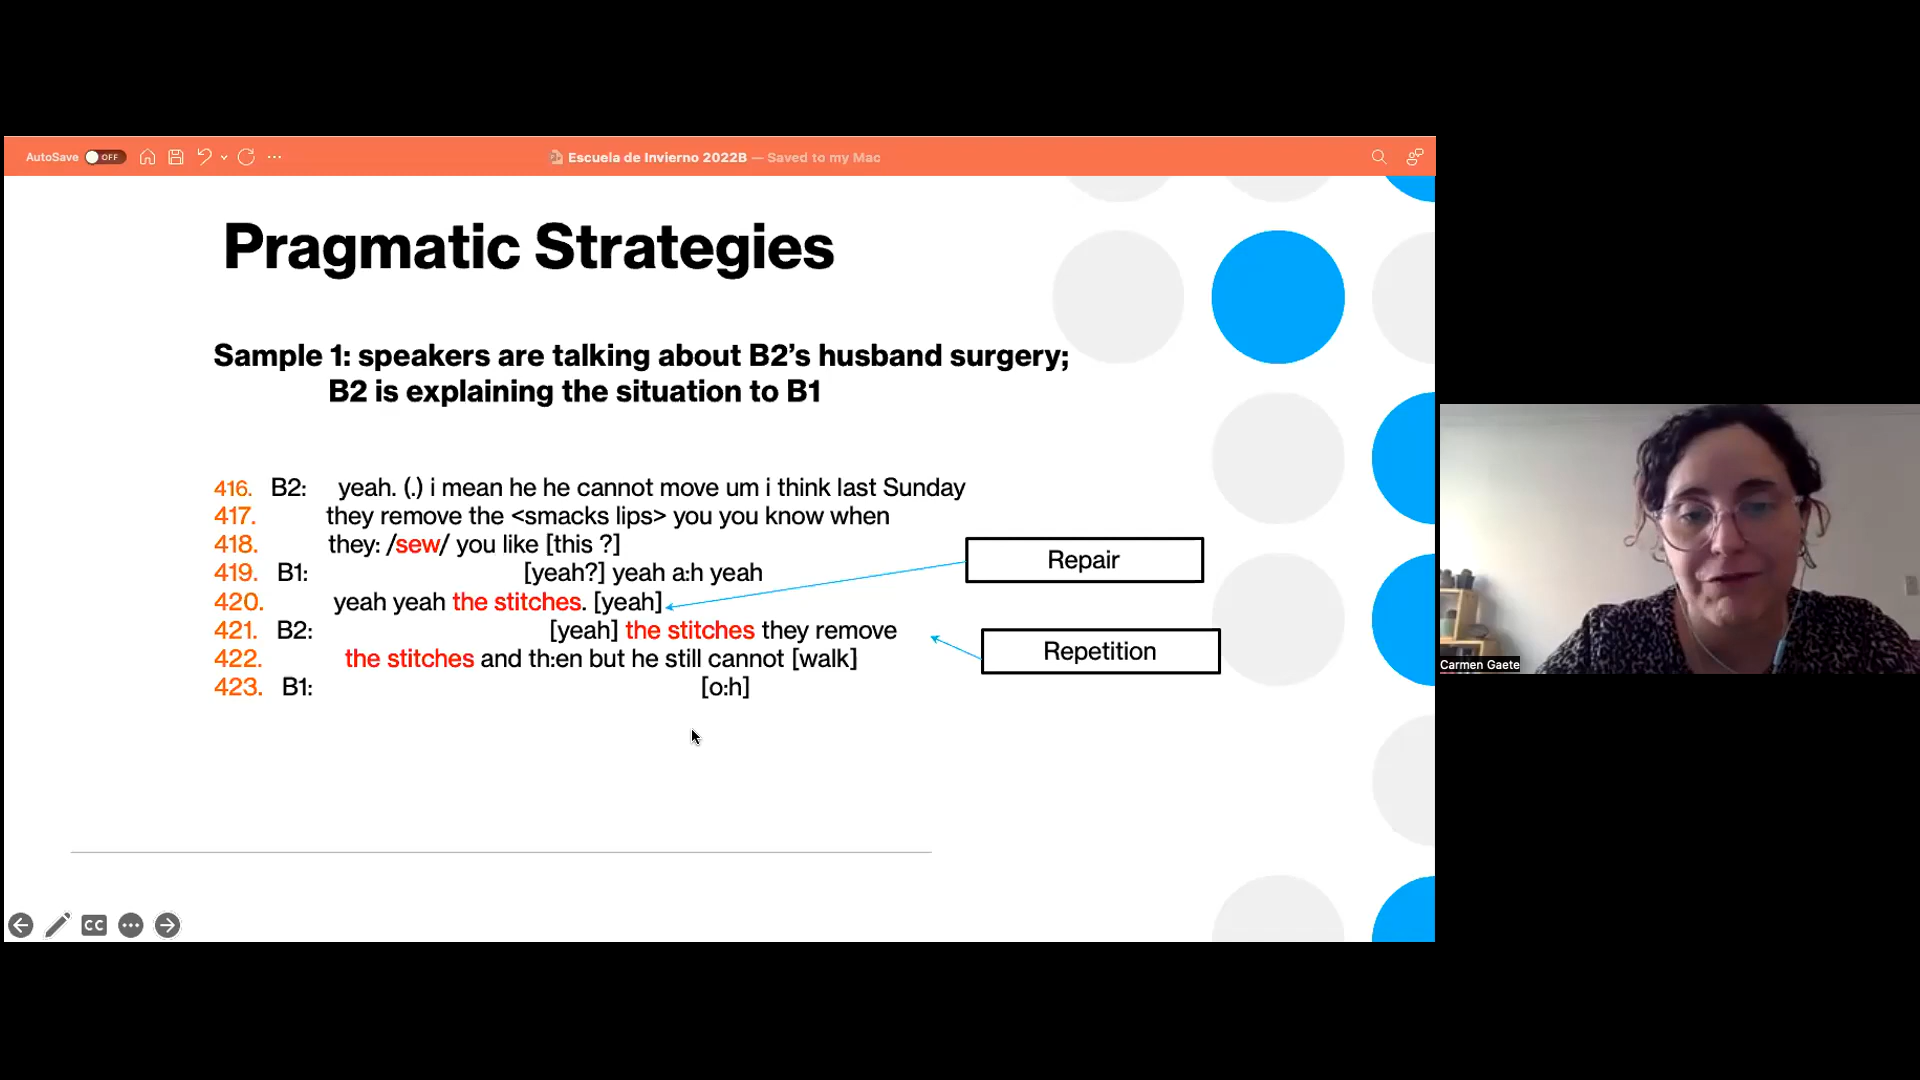 AutoSave OFF
Escuela de Invierno 2022B — Saved to my Mac
Pragmatic Strategies
Sample 1: speakers are talking about B2’s husband surgery;
B2 is explaining the situation to B1
416. B2: yeah. (.) i mean he he cannot move um i think last Sunday
417. they remove the <smacks lips> you you know when
418. they: /sew/ you like [this ?]
419. B1: [yeah?] yeah a:h yeah
420. yeah yeah the stitches. [yeah]
421. B2: [yeah] the stitches they remove
422. the stitches and th:en but he still cannot [walk]
423. B1: [o:h]
Repair
Repetition
Carmen Gaete
CC